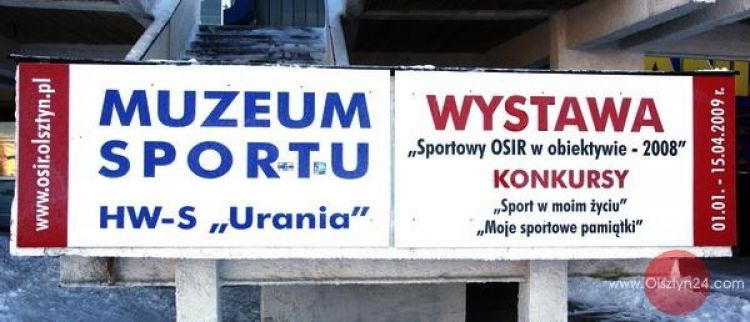 www.osir.olsztyn.pl
MUZEUM
SPORTU
HW-S „Urania”
WYSTAWA
„Sportowy OSIR w obiektywie - 2008”
KONKURSY
„Sport w moim życiu”
„Moje sportowe pamiątki”
01.01. - 15.04.2009 r.
www.Olsztyn24.com